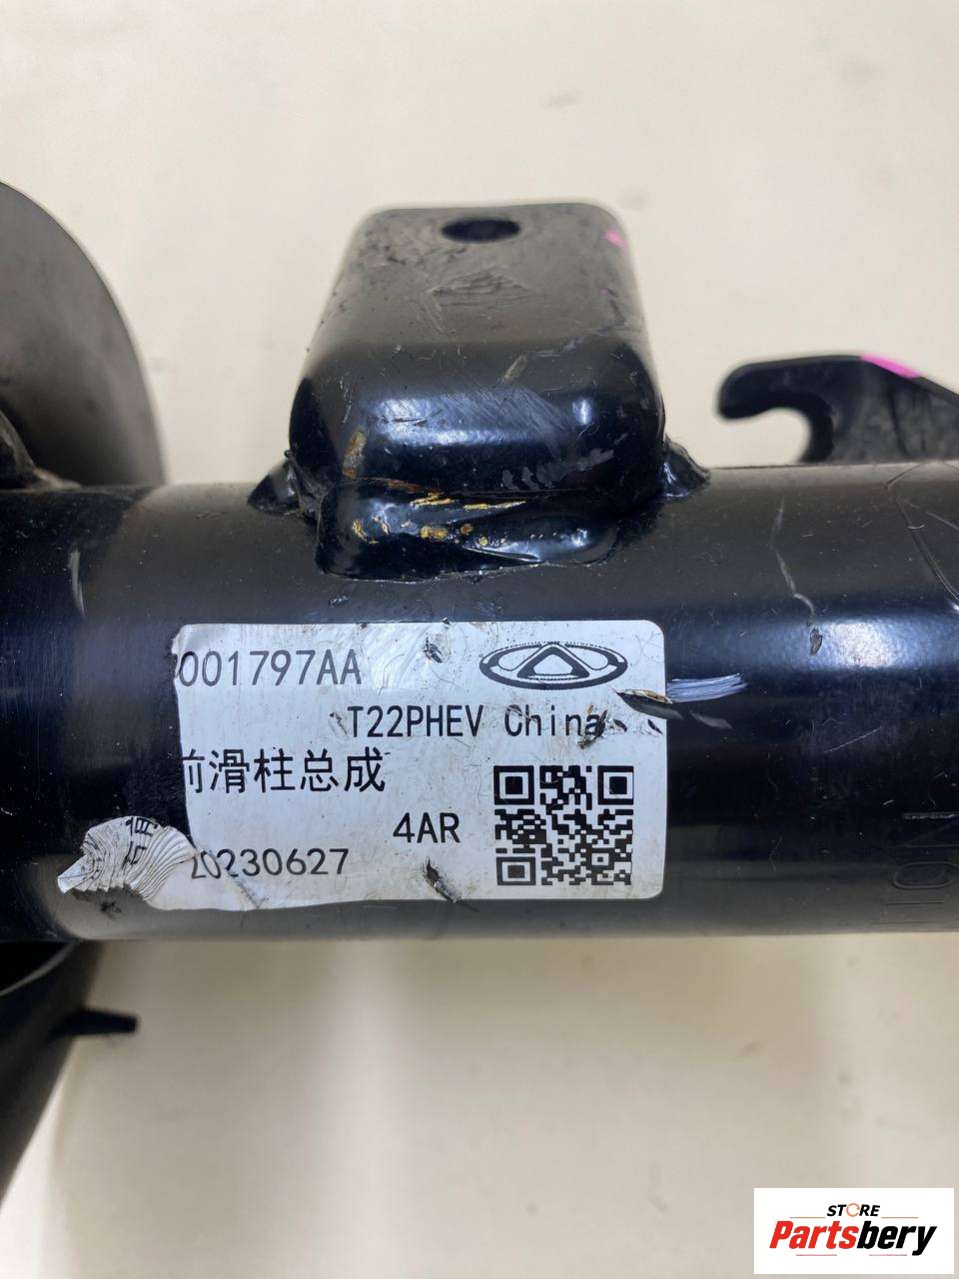 001797AA
T22PHEV China
前滑柱总成
4AR
20230627
STORE
Partsbery